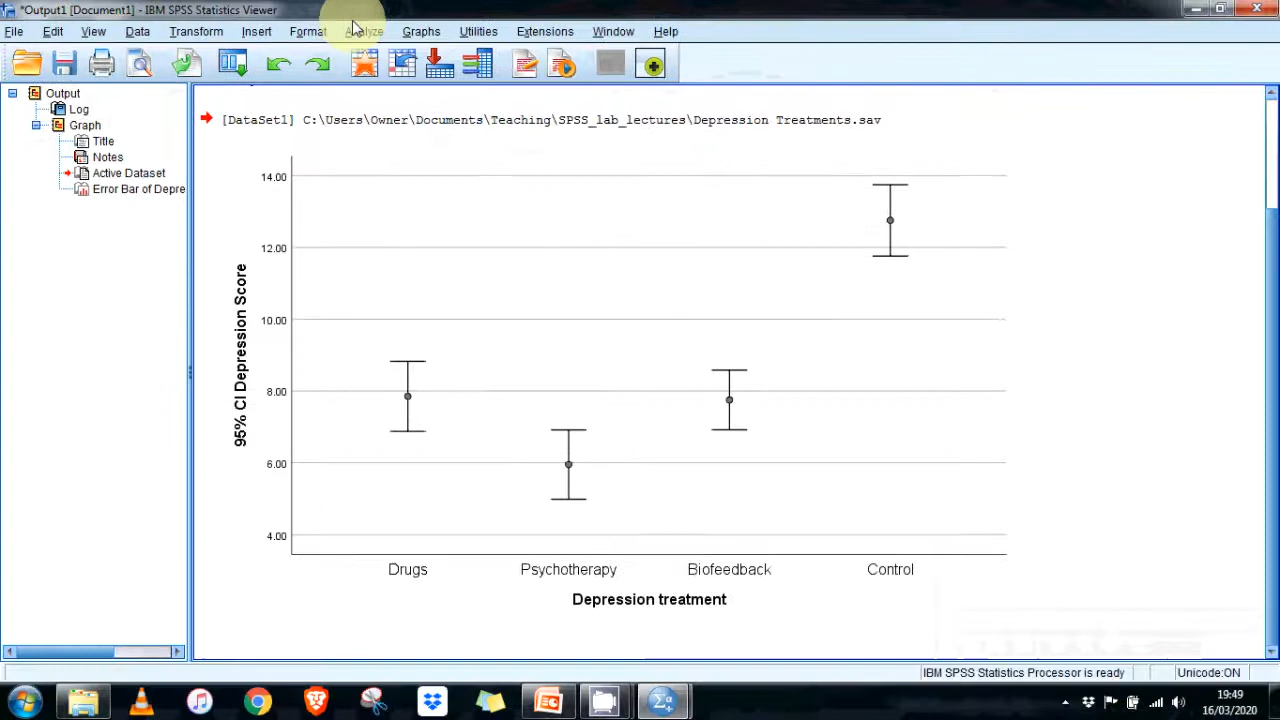 *Output1 [Document1] - IBM SPSS Statistics Viewer
File Edit View Data Transform Insert Format Analyze Graphs Utilities Extensions Window Help
Output
Log
Graph
Title
Notes
Active Dataset
Error Bar of Depre
[DataSet1] C:\Users\Owner\Documents\Teaching\SPSS_lab_lectures\Depression Treatments.sav
95% CI Depression Score
14.00
12.00
10.00
8.00
6.00
4.00
Drugs Psychotherapy Biofeedback Control
Depression treatment
IBM SPSS Statistics Processor is ready Unicode:ON
19:49
16/03/2020